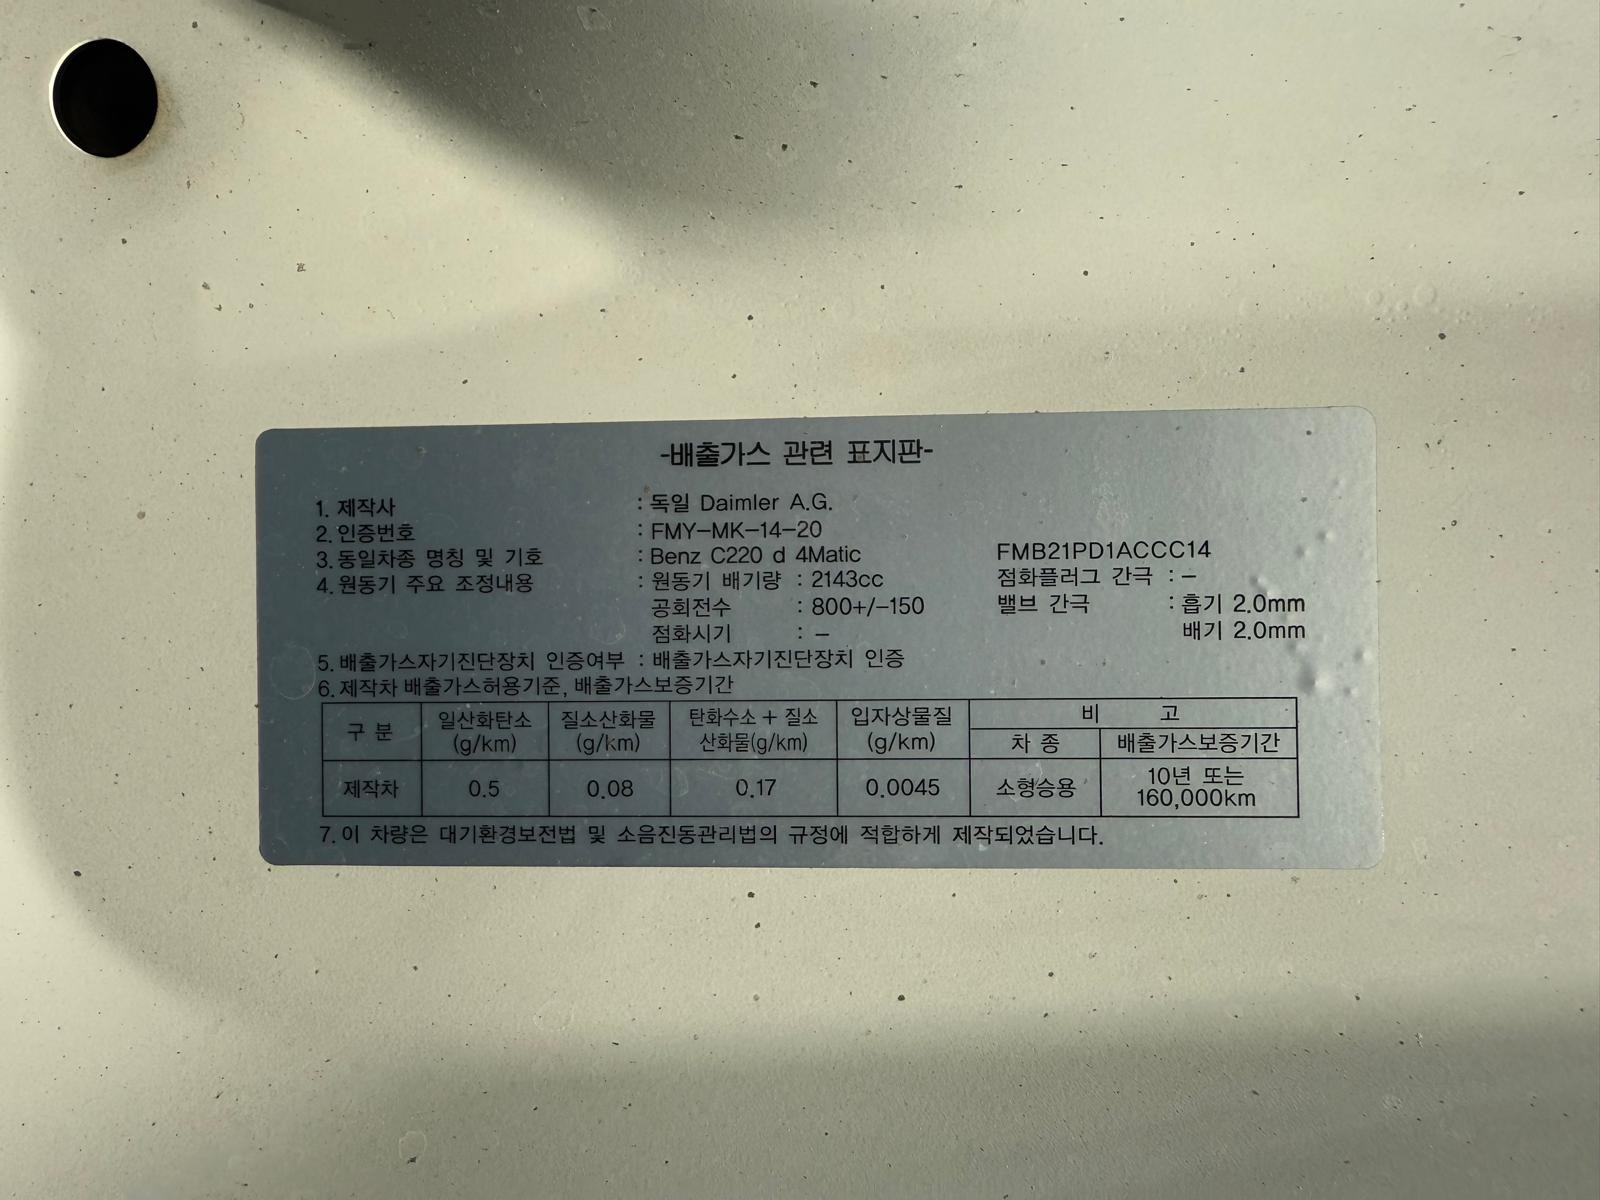 -배출가스 관련 표지판-
1. 제작사 : 독일 Daimler A.G.
2. 인증번호 : FMY-MK-14-20
3. 동일차종 명칭 및 기호 : Benz C220 d 4Matic FMB21PD1ACCC14
4. 원동기 주요 조정내용 : 원동기 배기량 : 2143cc 점화플러그 간극 : -
공회전수 : 800+/-150 밸브 간극 : 흡기 2.0mm
점화시기 : - 배기 2.0mm
5. 배출가스자기진단장치 인증여부 : 배출가스자기진단장치 인증
6. 제작차 배출가스허용기준, 배출가스보증기간
구 분 일산화탄소 (g/km) 질소산화물 (g/km) 탄화수소 + 질소 산화물(g/km) 입자상물질 (g/km) 비 고
차 종 배출가스보증기간
제작차 0.5 0.08 0.17 0.0045 소형승용 10년 또는 160,000km
7. 이 차량은 대기환경보전법 및 소음진동관리법의 규정에 적합하게 제작되었습니다.